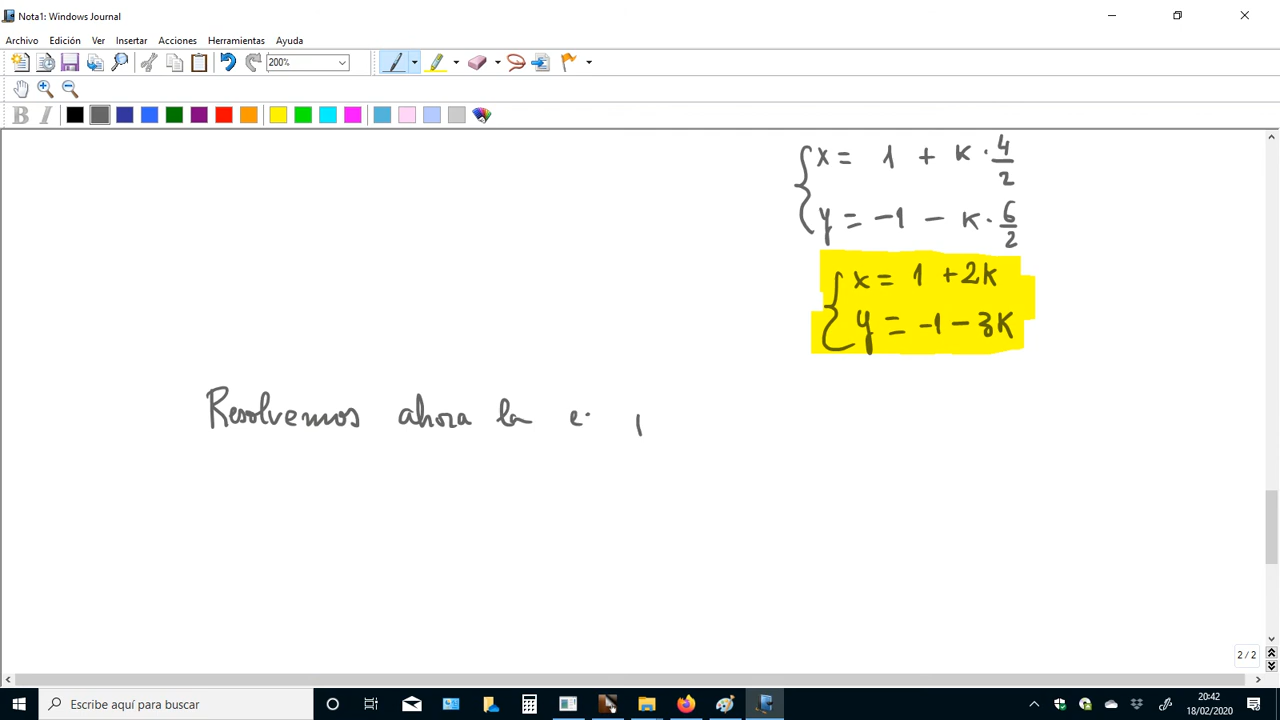 Nota1: Windows Journal
Archivo Edición Ver Insertar Acciones Herramientas Ayuda
200%
B I
x = 1 + K · 4/2
y = -1 - K · 6/2
x = 1 + 2K
y = -1 - 3K
Resolvemos ahora la e.
2 / 2
Escribe aquí para buscar
20:42
18/02/2020